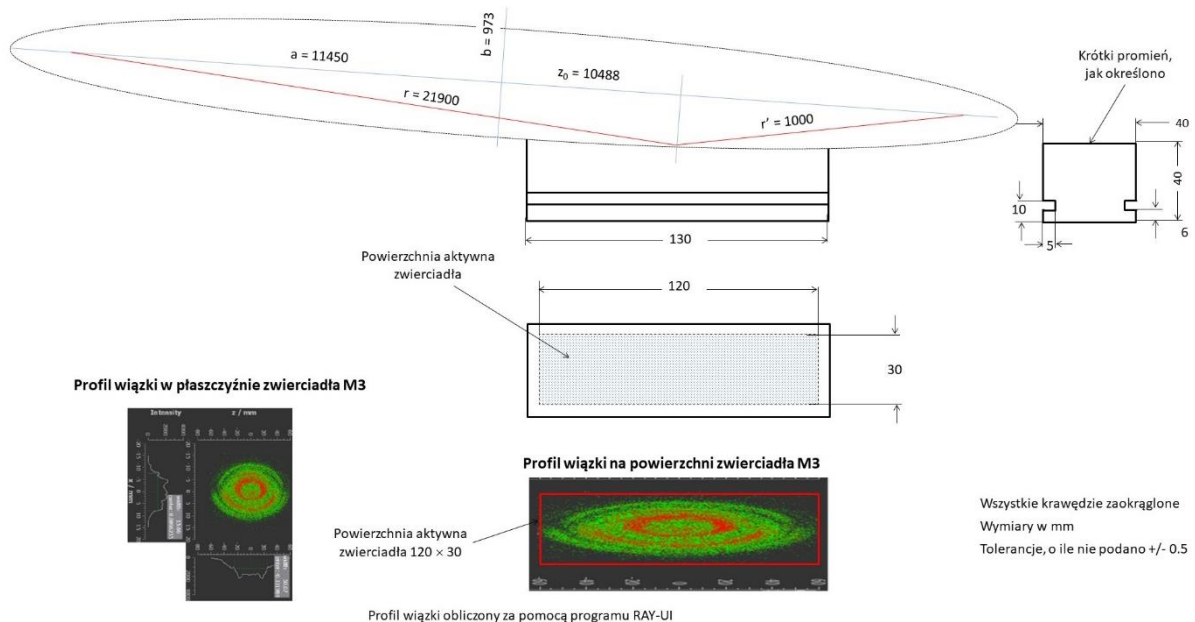 b = 973
a = 11450
z₀ = 10488
r = 21900
r' = 1000
Krótki promień,
jak określono
40
40
10
5
6
130
Powierzchnia aktywna
zwierciadła
120
30
Profil wiązki w płaszczyźnie zwierciadła M3
Intensity
z / mm
x / mm
Profil wiązki na powierzchni zwierciadła M3
Powierzchnia aktywna
zwierciadła 120 × 30
Wszystkie krawędzie zaokrąglone
Wymiary w mm
Tolerancje, o ile nie podano +/- 0.5
Profil wiązki obliczony za pomocą programu RAY-UI